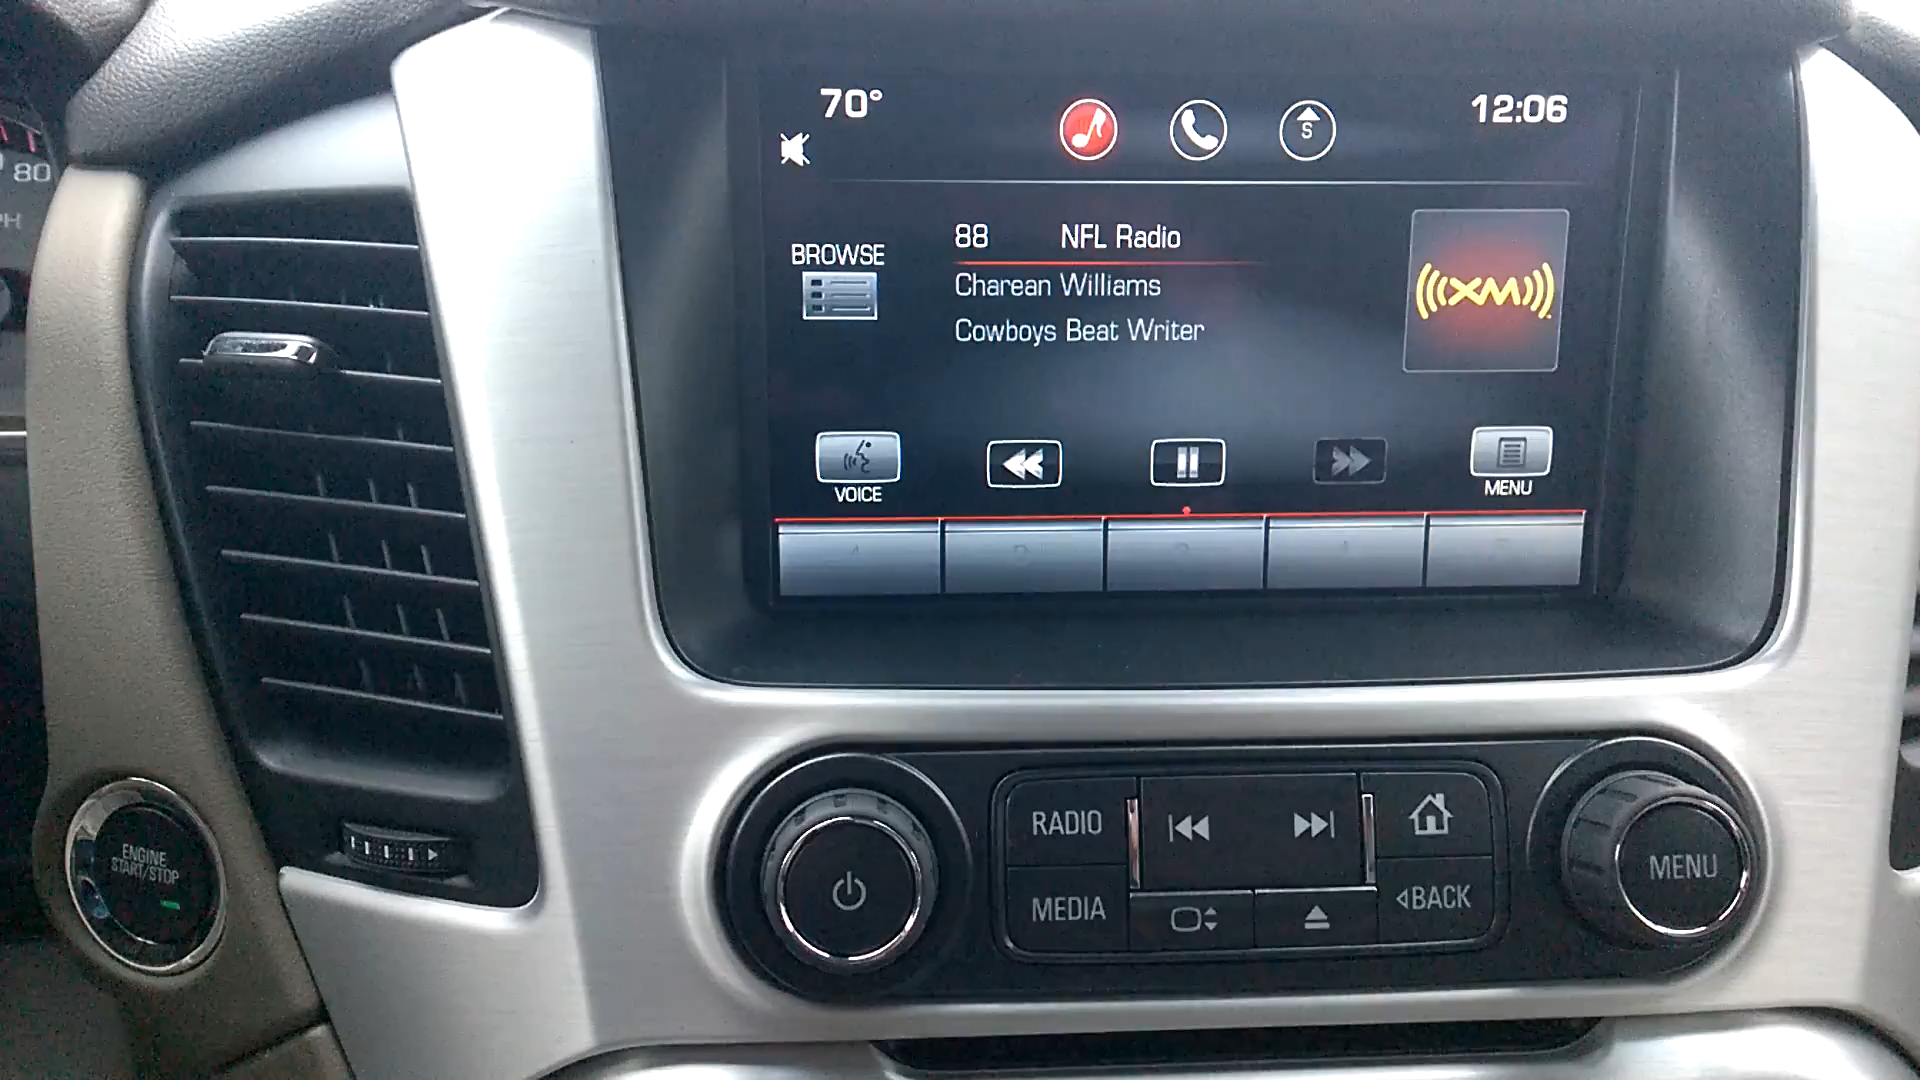 70°
12:06
S
80
BROWSE
88 NFL Radio
Charean Williams
Cowboys Beat Writer
((((XM))))
VOICE
MENU
RADIO
MEDIA
BACK
MENU
ENGINE
START/STOP